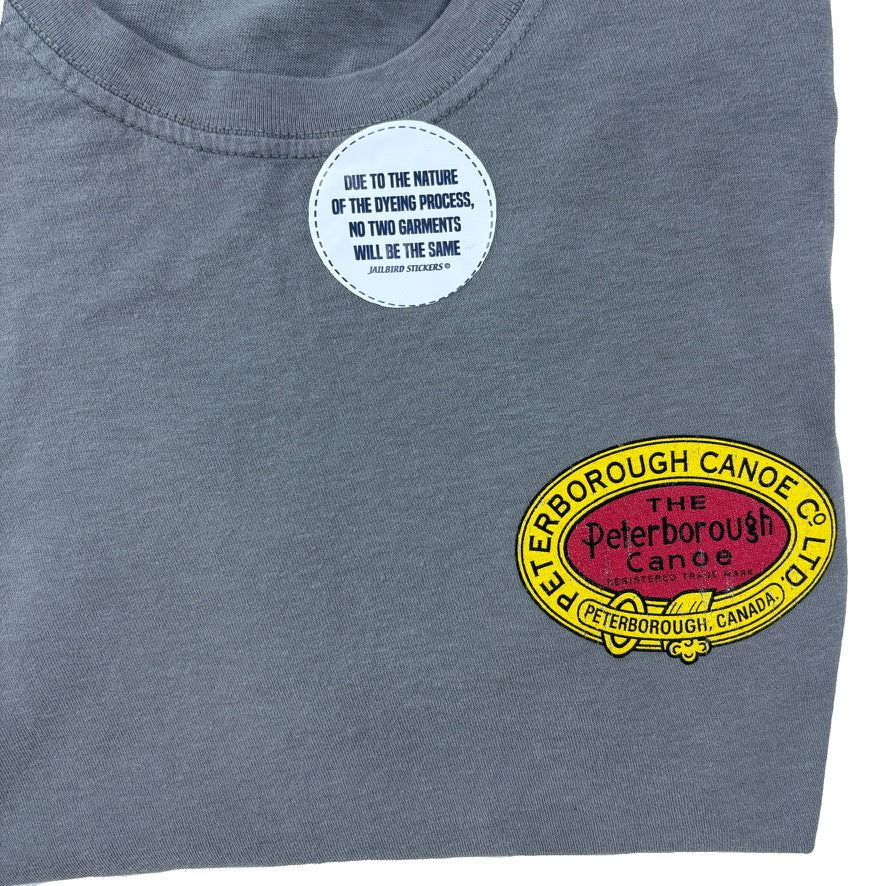 DUE TO THE NATURE
OF THE DYEING PROCESS,
NO TWO GARMENTS
WILL BE THE SAME
JAILBIRD STICKERS ©
PETERBOROUGH CANOE Co LTD.
THE
Peterborough
Canoe
REGISTERED TRADE MARK
PETERBOROUGH, CANADA.